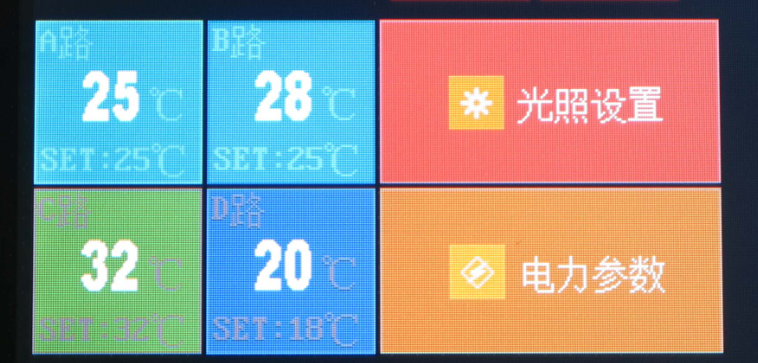 A路
25℃
SET:25℃
B路
28℃
SET:25℃
光照设置
C路
32℃
SET:32℃
D路
20℃
SET:18℃
电力参数